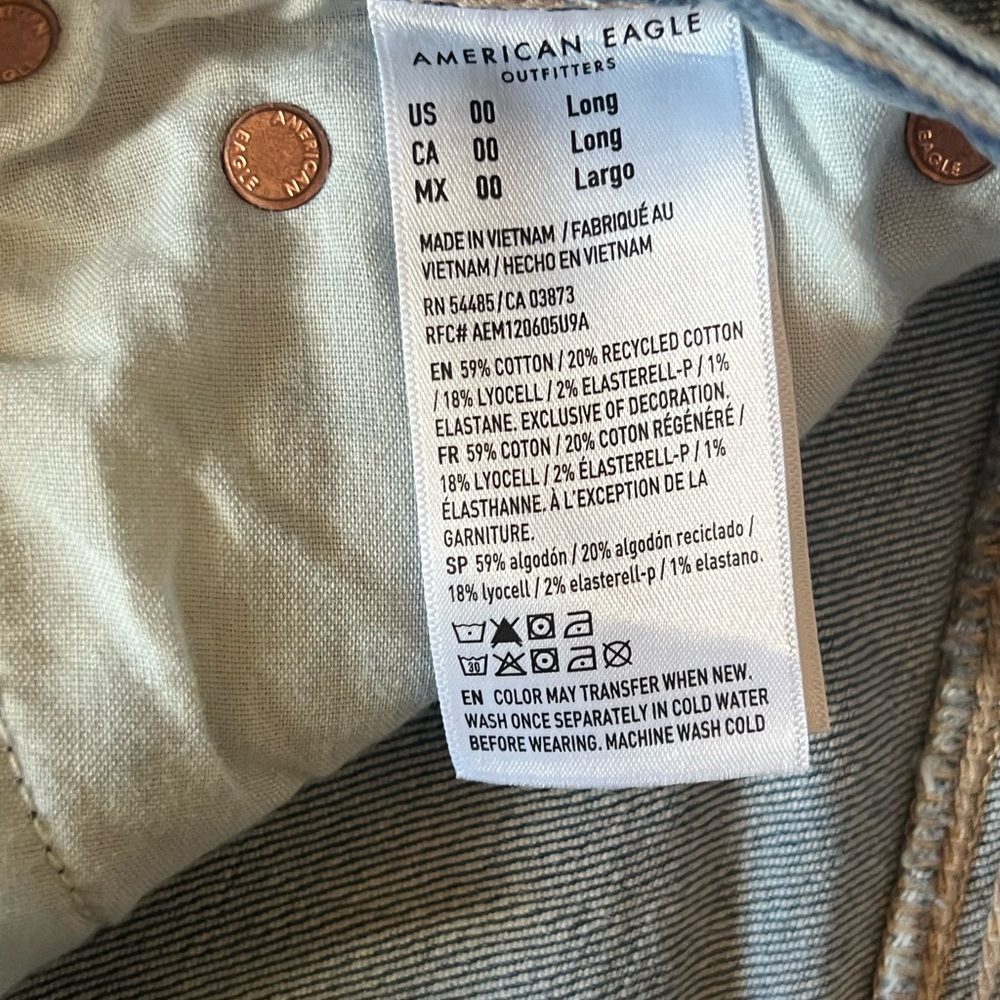 AMERICAN EAGLE
OUTFITTERS
US 00 Long
CA 00 Long
MX 00 Largo
MADE IN VIETNAM / FABRIQUÉ AU
VIETNAM / HECHO EN VIETNAM
RN 54485 / CA 03873
RFC# AEM120605U9A
EN 59% COTTON / 20% RECYCLED COTTON
/ 18% LYOCELL / 2% ELASTERELL-P / 1%
ELASTANE. EXCLUSIVE OF DECORATION.
FR 59% COTON / 20% COTON RÉGÉNÉRÉ /
18% LYOCELL / 2% ÉLASTERELL-P / 1%
ÉLASTHANNE. À L'EXCEPTION DE LA
GARNITURE.
SP 59% algodón / 20% algodón reciclado /
18% lyocell / 2% elasterell-p / 1% elastano.
30
EN COLOR MAY TRANSFER WHEN NEW.
WASH ONCE SEPARATELY IN COLD WATER
BEFORE WEARING. MACHINE WASH COLD
AMERICAN
EAGLE
EAGLE